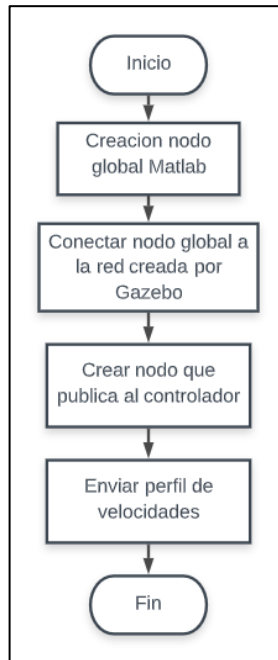 Inicio
Creacion nodo
global Matlab
Conectar nodo global a
la red creada por
Gazebo
Crear nodo que
publica al controlador
Enviar perfil de
velocidades
Fin